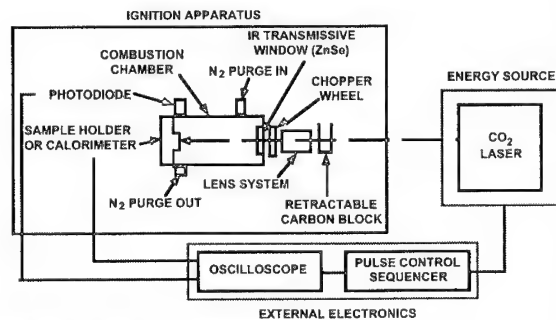 IGNITION APPARATUS
IR TRANSMISSIVE
WINDOW (ZnSe)
COMBUSTION
CHAMBER
N2 PURGE IN
CHOPPER
WHEEL
PHOTODIODE
ENERGY SOURCE
SAMPLE HOLDER
OR CALORIMETER
CO2
LASER
N2 PURGE OUT
LENS SYSTEM
RETRACTABLE
CARBON BLOCK
OSCILLOSCOPE
PULSE CONTROL
SEQUENCER
EXTERNAL ELECTRONICS